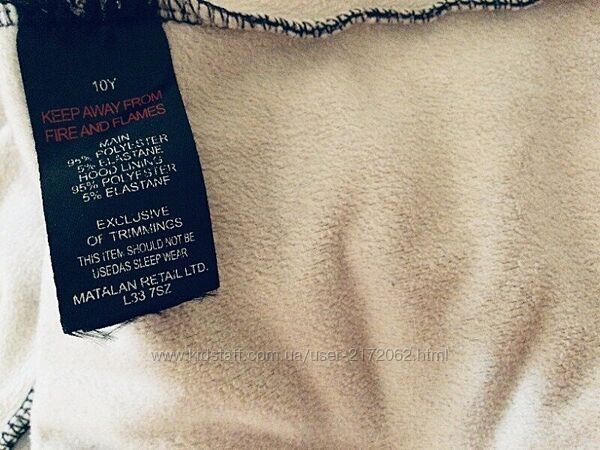 10Y
KEEP AWAY FROM
FIRE AND FLAMES
MAIN
95% POLYESTER
5% ELASTANE
HOOD LINING
95% POLYESTER
5% ELASTANE
EXCLUSIVE
OF TRIMMINGS
THIS ITEM SHOULD NOT BE
USEDAS SLEEP WEAR
MATALAN RETAIL LTD.
L33 7SZ
www.kidstaff.com.ua/user-2172062.html